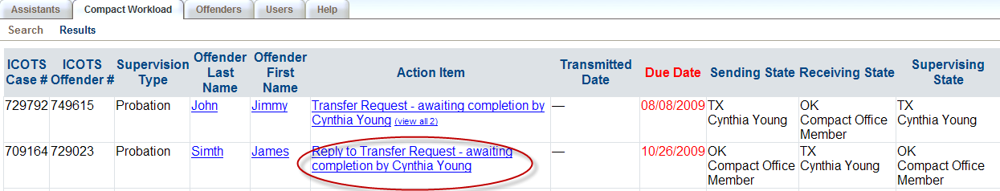 Assistants Compact Workload Offenders Users Help
Search Results
ICOTS Case # ICOTS Offender # Supervision Type Offender Last Name Offender First Name Action Item Transmitted Date Due Date Sending State Receiving State Supervising State
729792 749615 Probation John Jimmy Transfer Request - awaiting completion by — 08/08/2009 TX OK TX
Cynthia Young (view all 2) Cynthia Young Compact Office Cynthia Young
Member
709164 729023 Probation Simth James Reply to Transfer Request - awaiting — 10/26/2009 OK TX OK
completion by Cynthia Young Compact Office Cynthia Young Compact Office
Member Member